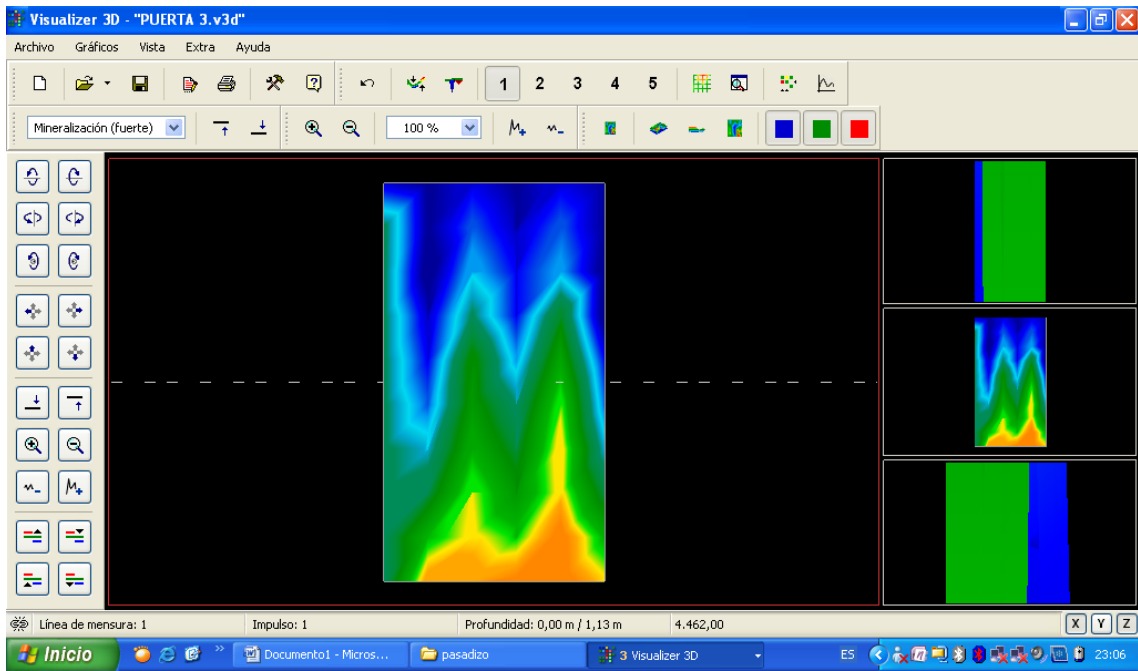 Visualizer 3D - "PUERTA 3.v3d"
Archivo Gráficos Vista Extra Ayuda
1 2 3 4 5
Mineralización (fuerte) 100 %
Línea de mensura: 1 Impulso: 1 Profundidad: 0,00 m / 1,13 m 4.462,00 X Y Z
Inicio Documento1 - Micros... pasadizo 3 Visualizer 3D ES 23:06